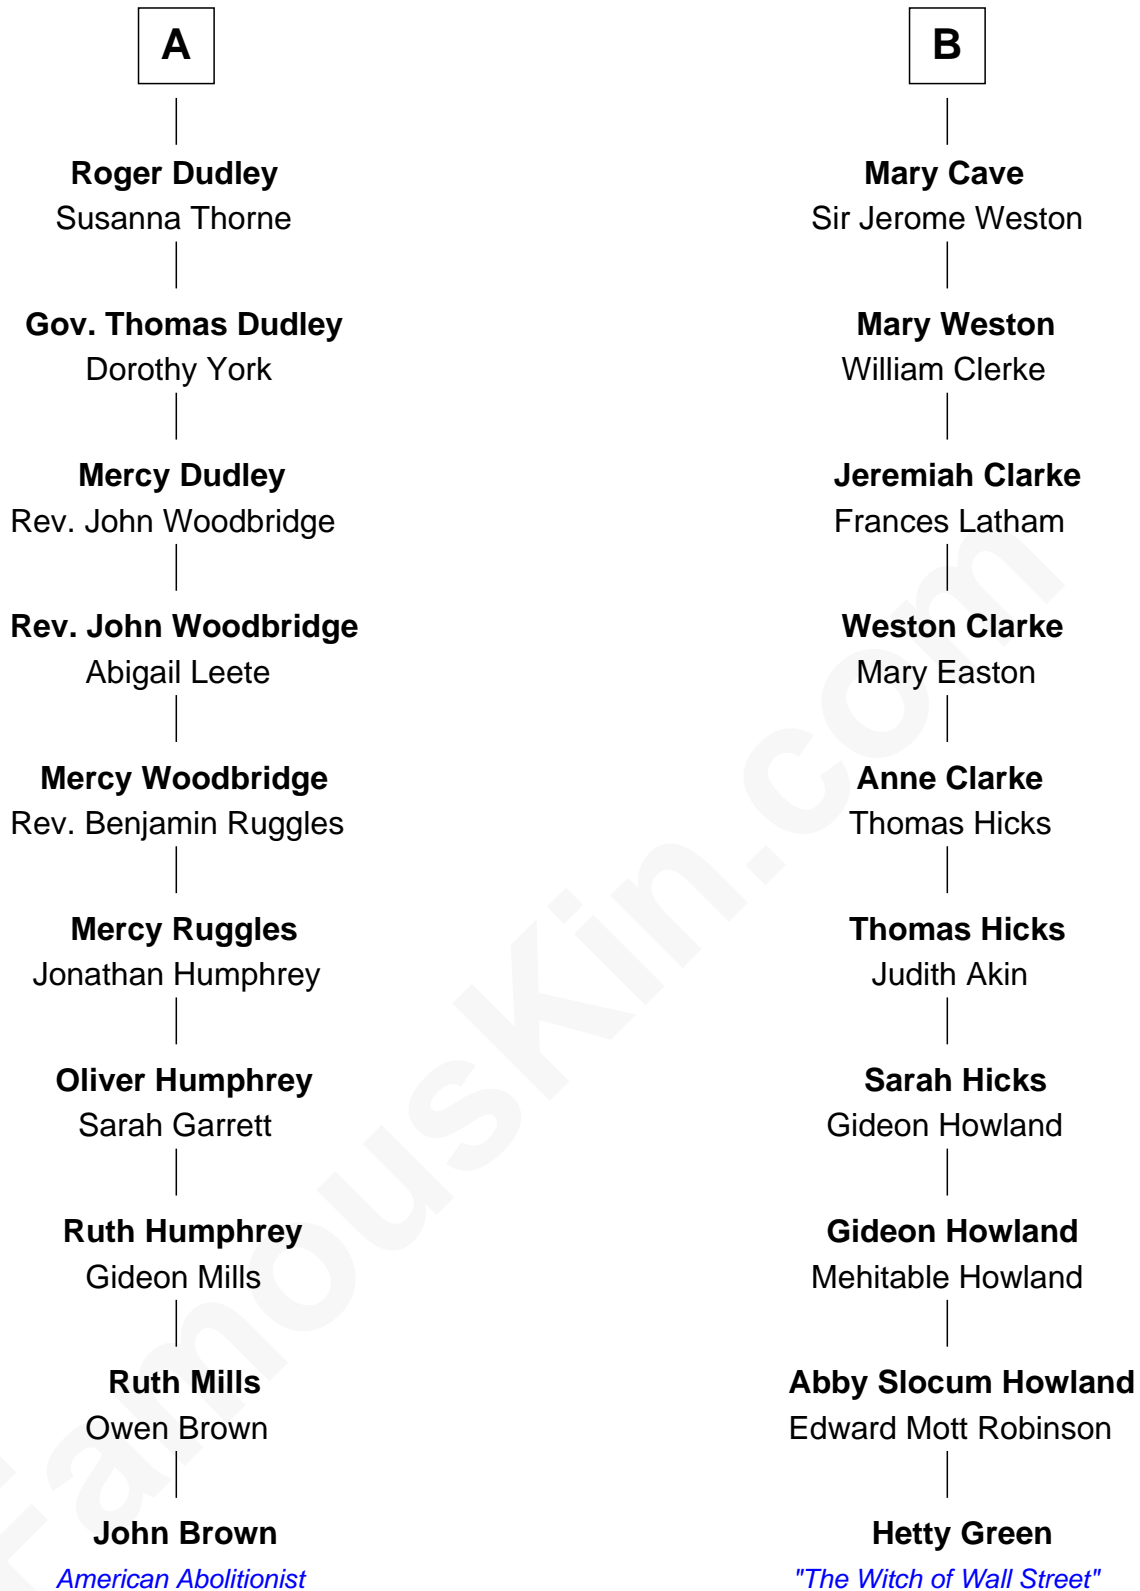 A
Roger Dudley
Susanna Thorne
Gov. Thomas Dudley
Dorothy York
Mercy Dudley
Rev. John Woodbridge
Rev. John Woodbridge
Abigail Leete
Mercy Woodbridge
Rev. Benjamin Ruggles
Mercy Ruggles
Jonathan Humphrey
Oliver Humphrey
Sarah Garrett
Ruth Humphrey
Gideon Mills
Ruth Mills
Owen Brown
John Brown
American Abolitionist
B
Mary Cave
Sir Jerome Weston
Mary Weston
William Clerke
Jeremiah Clarke
Frances Latham
Weston Clarke
Mary Easton
Anne Clarke
Thomas Hicks
Thomas Hicks
Judith Akin
Sarah Hicks
Gideon Howland
Gideon Howland
Mehitable Howland
Abby Slocum Howland
Edward Mott Robinson
Hetty Green
"The Witch of Wall Street"
FamousKin.com